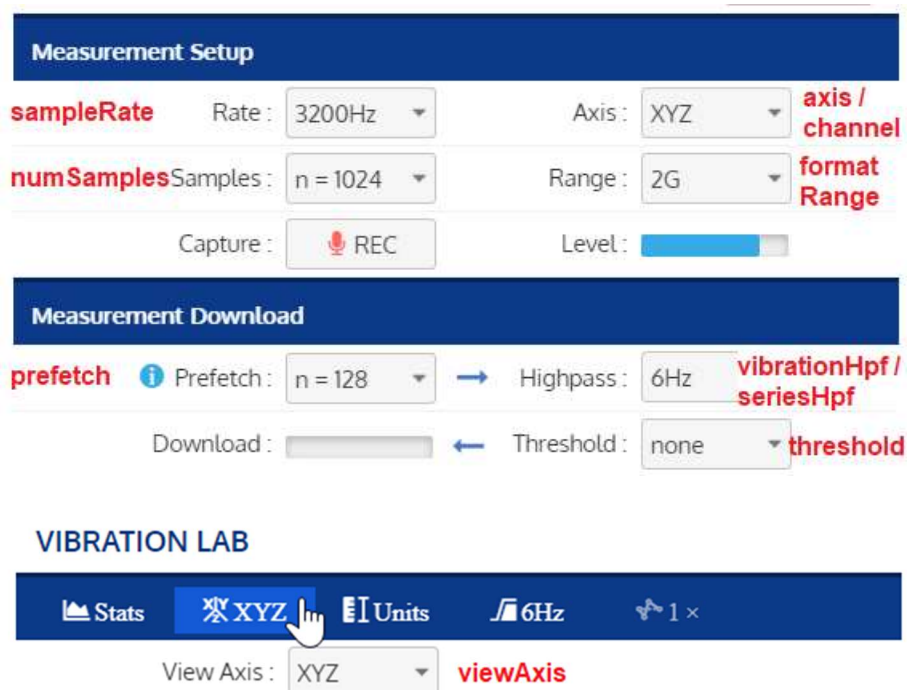 Measurement Setup
sampleRate Rate : 3200Hz Axis : XYZ axis / channel
numSamples Samples : n = 1024 Range : 2G format Range
Capture : REC Level :
Measurement Download
prefetch Prefetch : n = 128 Highpass : 6Hz vibrationHpf / seriesHpf
Download : Threshold : none threshold
VIBRATION LAB
Stats XYZ Units 6Hz 1 ×
View Axis : XYZ viewAxis